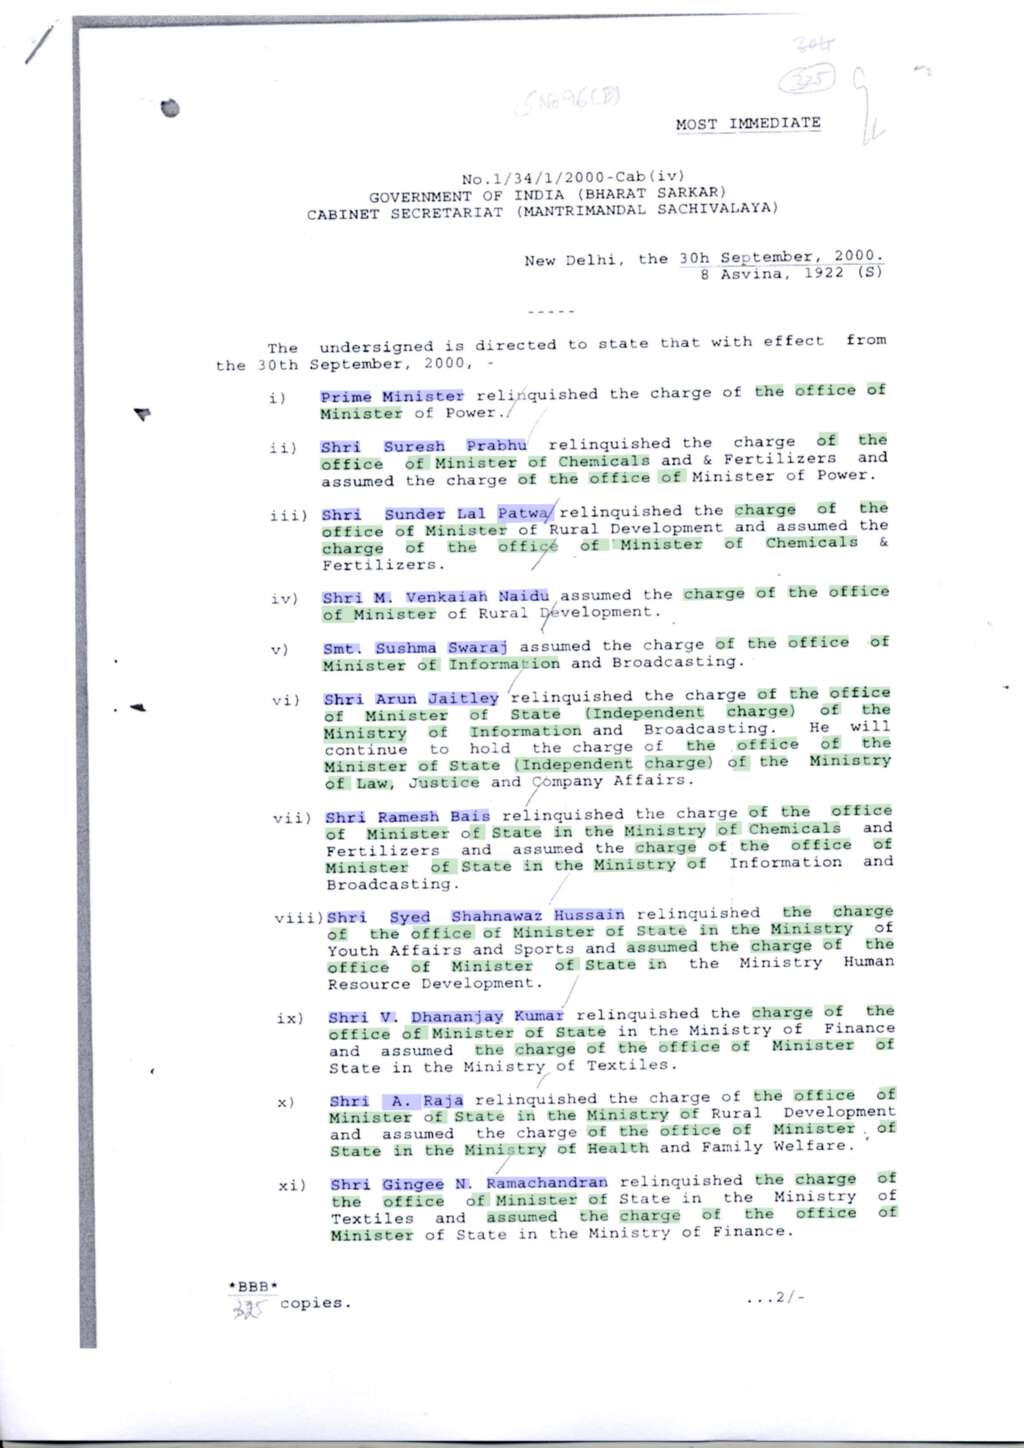 304
325
S No 96(B)
MOST IMMEDIATE
No.1/34/1/2000-Cab(iv)
GOVERNMENT OF INDIA (BHARAT SARKAR)
CABINET SECRETARIAT (MANTRIMANDAL SACHIVALAYA)
New Delhi, the 30h September, 2000.
8 Asvina, 1922 (S)
-----
The undersigned is directed to state that with effect from
the 30th September, 2000, -
i) Prime Minister relinquished the charge of the office of
Minister of Power.
ii) Shri Suresh Prabhu relinquished the charge of the
office of Minister of Chemicals and & Fertilizers and
assumed the charge of the office of Minister of Power.
iii) Shri Sunder Lal Patwa relinquished the charge of the
office of Minister of Rural Development and assumed the
charge of the office of Minister of Chemicals &
Fertilizers.
iv) Shri M. Venkaiah Naidu assumed the charge of the office
of Minister of Rural Development.
v) Smt. Sushma Swaraj assumed the charge of the office of
Minister of Information and Broadcasting.
vi) Shri Arun Jaitley relinquished the charge of the office
of Minister of State (Independent charge) of the
Ministry of Information and Broadcasting. He will
continue to hold the charge of the office of the
Minister of State (Independent charge) of the Ministry
of Law, Justice and Company Affairs.
vii) Shri Ramesh Bais relinquished the charge of the office
of Minister of State in the Ministry of Chemicals and
Fertilizers and assumed the charge of the office of
Minister of State in the Ministry of Information and
Broadcasting.
viii)Shri Syed Shahnawaz Hussain relinquished the charge
of the office of Minister of State in the Ministry of
Youth Affairs and Sports and assumed the charge of the
office of Minister of State in the Ministry Human
Resource Development.
ix) Shri V. Dhananjay Kumar relinquished the charge of the
office of Minister of State in the Ministry of Finance
and assumed the charge of the office of Minister of
State in the Ministry of Textiles.
x) Shri A. Raja relinquished the charge of the office of
Minister of State in the Ministry of Rural Development
and assumed the charge of the office of Minister of
State in the Ministry of Health and Family Welfare.
xi) Shri Gingee N. Ramachandran relinquished the charge of
the office of Minister of State in the Ministry of
Textiles and assumed the charge of the office of
Minister of State in the Ministry of Finance.
*BBB*
325 copies.
...2/-